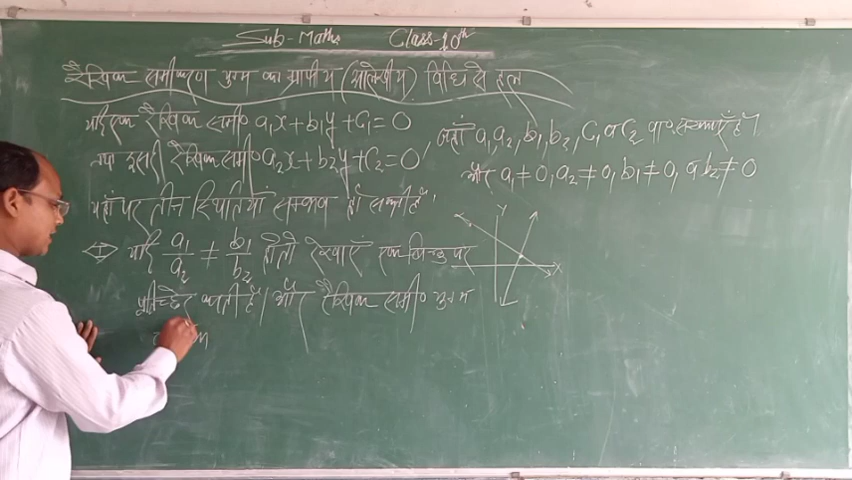 Sub-Maths Class-10th
रैखिक समीकरण युग्म का ग्राफीय (आलेखीय) विधि से हल
यदि एक रैखिक समी० a₁x+b₁y+C₁=0
तथा दूसरी रैखिक समी० a₂x+b₂y+C₂=0, जहाँ a₁,a₂,b₁,b₂,C₁ व C₂ वा० संख्याएँ हैं।
और a₁≠0, a₂≠0, b₁≠0, व b₂≠0
यहाँ पर तीन स्थितियाँ सम्भव हो सकती हैं।
I यदि a₁/a₂ ≠ b₁/b₂ हो तो रेखाएँ एक बिन्दु पर
प्रतिच्छेद करती हैं। और रैखिक समी० युग्म
Y
X